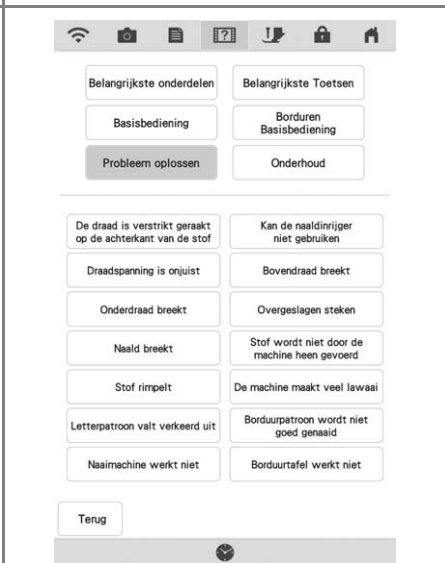 Belangrijkste onderdelen
Belangrijkste Toetsen
Basisbediening
Borduren
Basisbediening
Probleem oplossen
Onderhoud
De draad is verstrikt geraakt
op de achterkant van de stof
Kan de naaldinrijger
niet gebruiken
Draadspanning is onjuist
Bovendraad breekt
Onderdraad breekt
Overgeslagen steken
Naald breekt
Stof wordt niet door de
machine heen gevoerd
Stof rimpelt
De machine maakt veel lawaai
Letterpatroon valt verkeerd uit
Borduurpatroon wordt niet
goed genaaid
Naaimachine werkt niet
Borduurtafel werkt niet
Terug